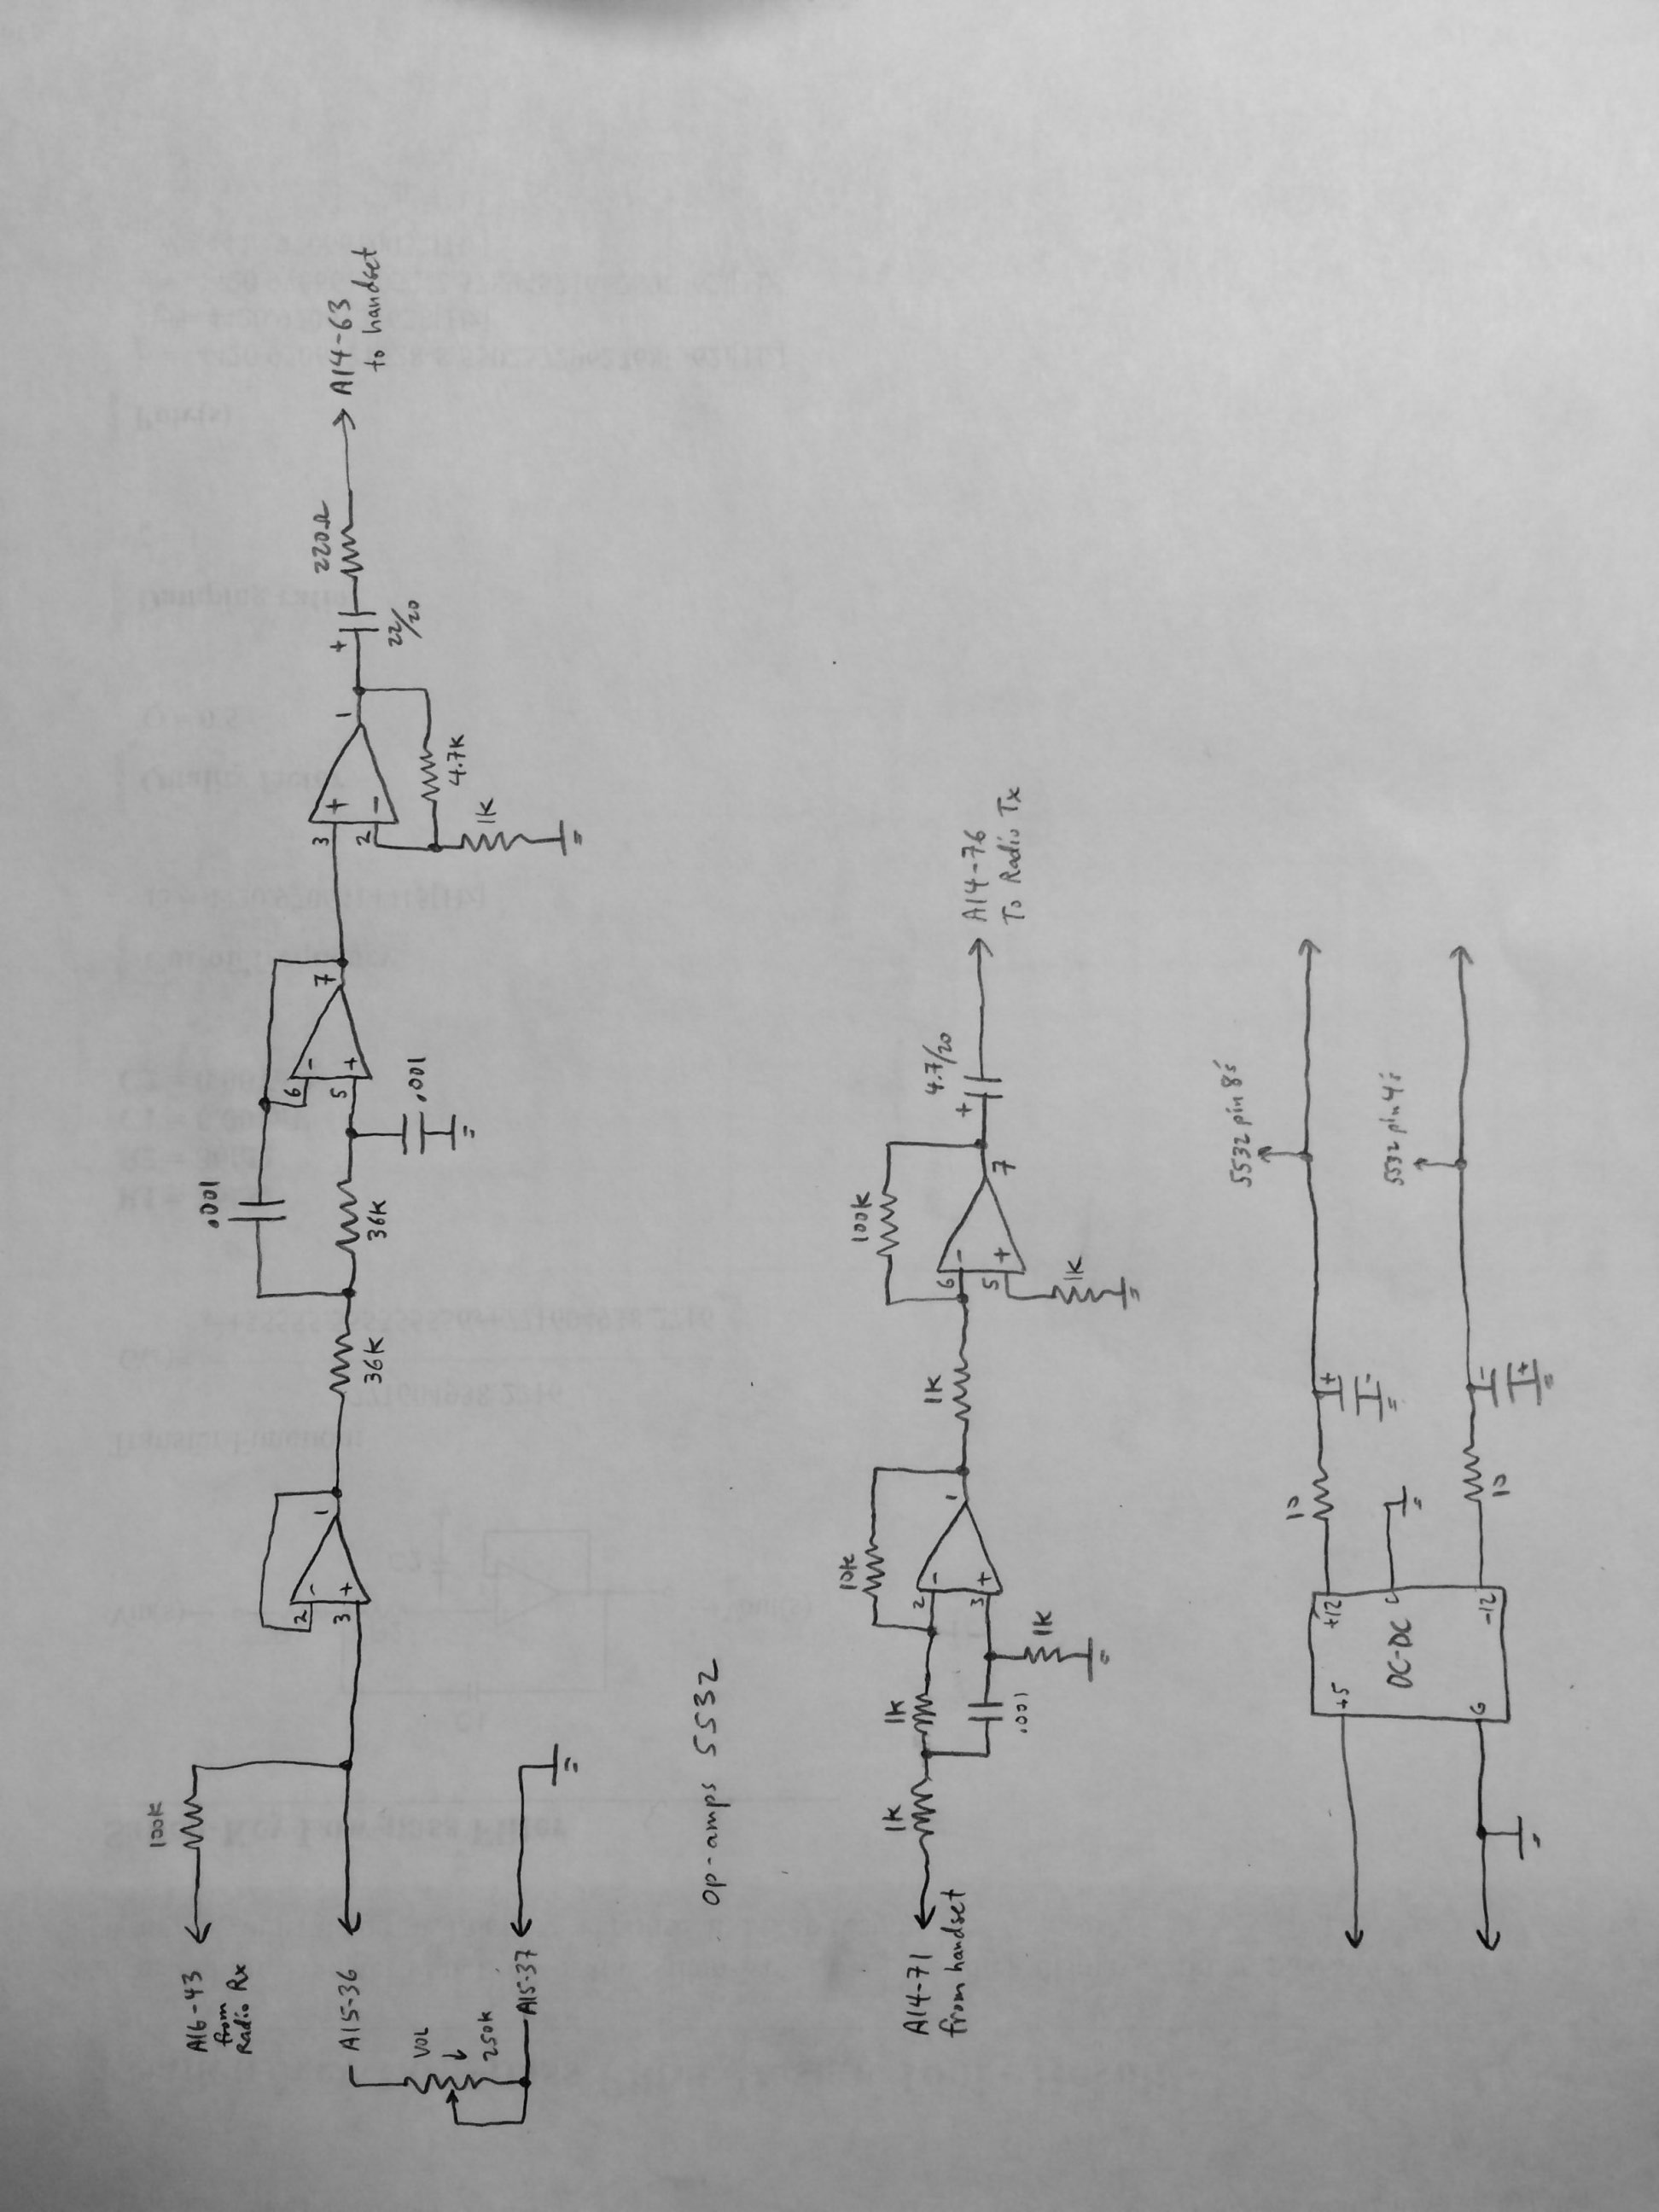 A16-43
from
Radio Rx
100K
A15-36
VOL
250K
A15-37
2
3
-
+
1
36K
36K
.001
.001
6
5
-
+
7
3
2
+
-
1
4.7K
1K
+
22/20
220Ω
A14-63
to handset
op-amps 5532
A14-71
from handset
1K
1K
.001
1K
10K
2
3
-
+
1
1K
100K
6
5
-
+
7
1K
+
4.7/20
A14-76
To Radio Tx
+5
G
DC-DC
+12
C
-12
10
10
+
-
-
+
5532 pin 8's
5532 pin 4's